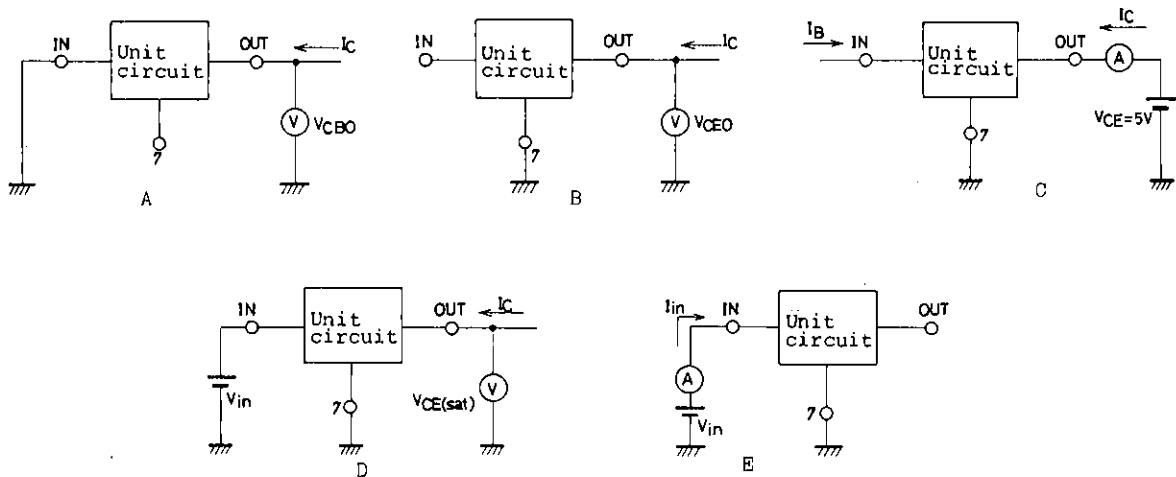 IN Unit circuit OUT IC
VCBO
7
A
IN Unit circuit OUT IC
VCEO
V
7
B
IB IN Unit circuit OUT IC
A
VCE=5V
7
C
IN Unit circuit OUT IC
Vin
7
VCE(sat)
V
D
Iin IN Unit circuit OUT
A
Vin
7
E